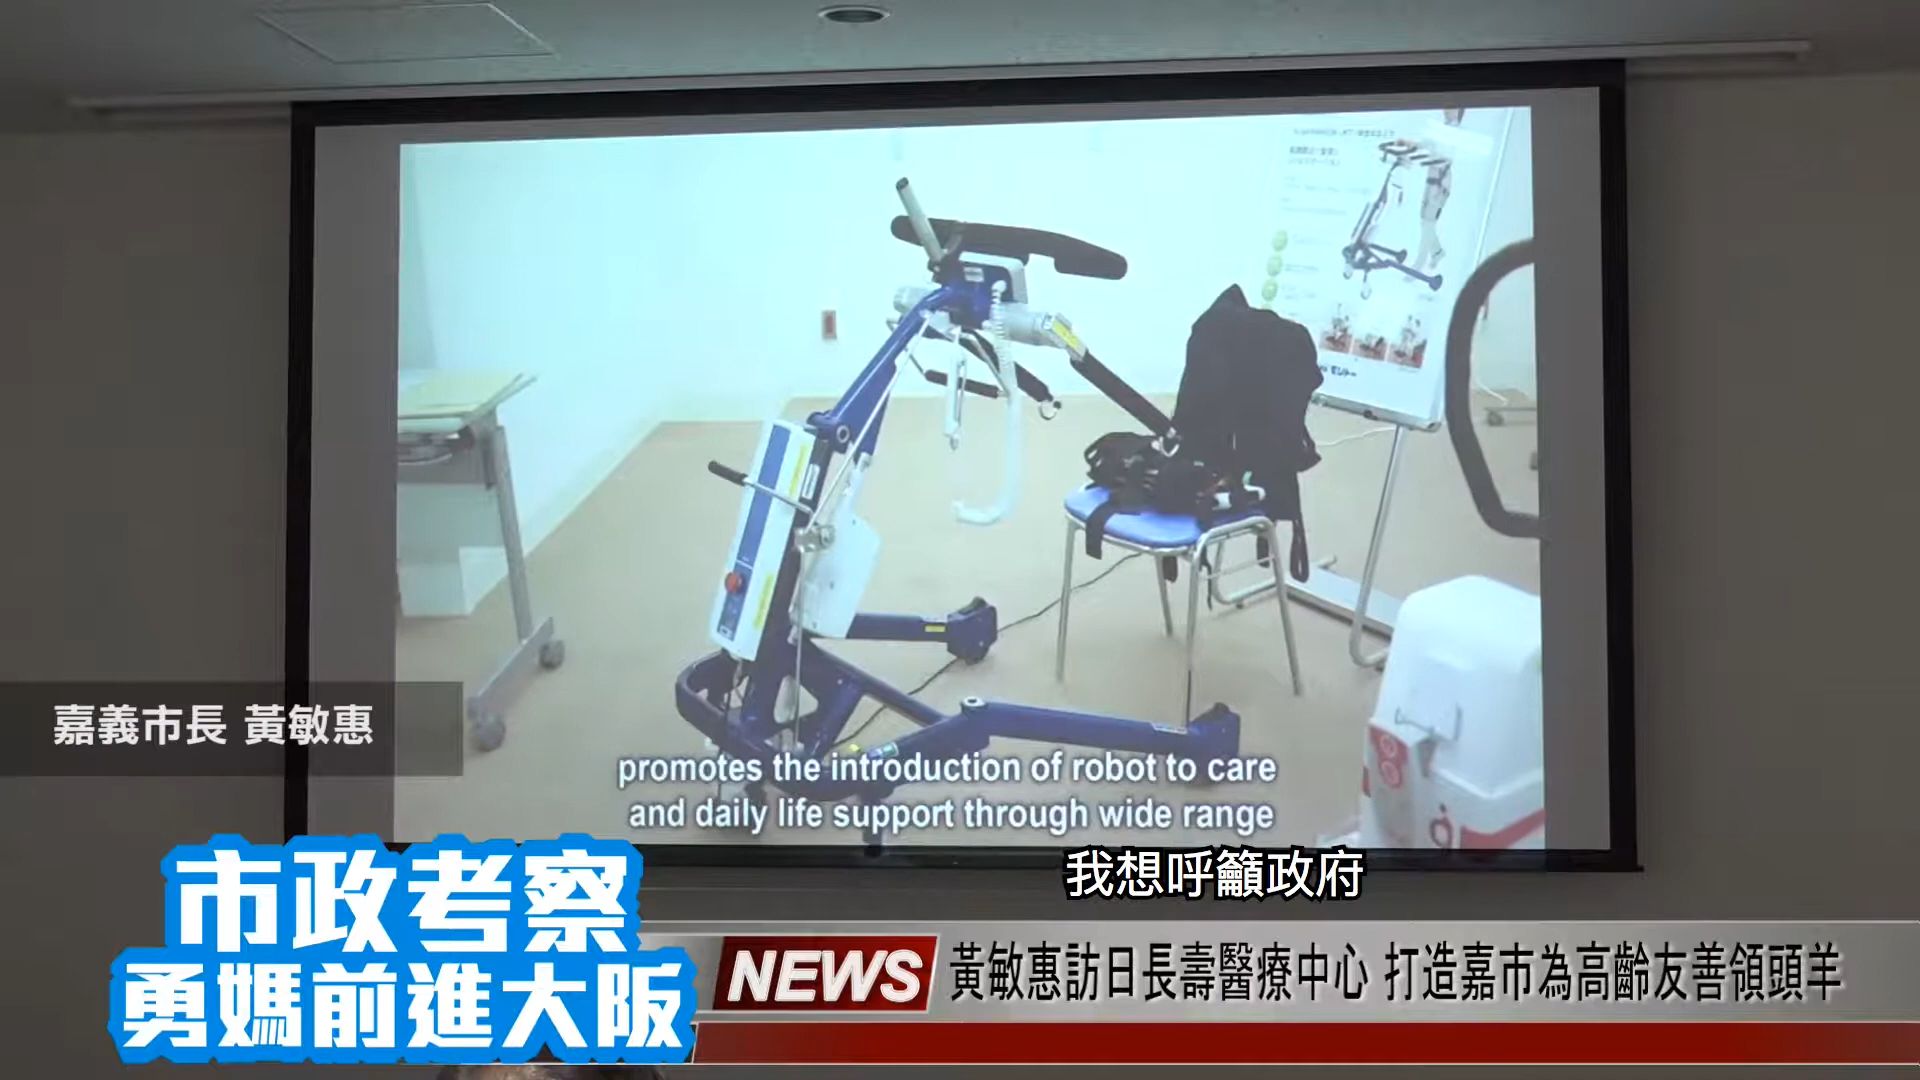 嘉義市長 黃敏惠
promotes the introduction of robot to care
and daily life support through wide range
我想呼籲政府
市政考察
勇媽前進大阪
NEWS 黃敏惠訪日長壽醫療中心 打造嘉市為高齡友善領頭羊